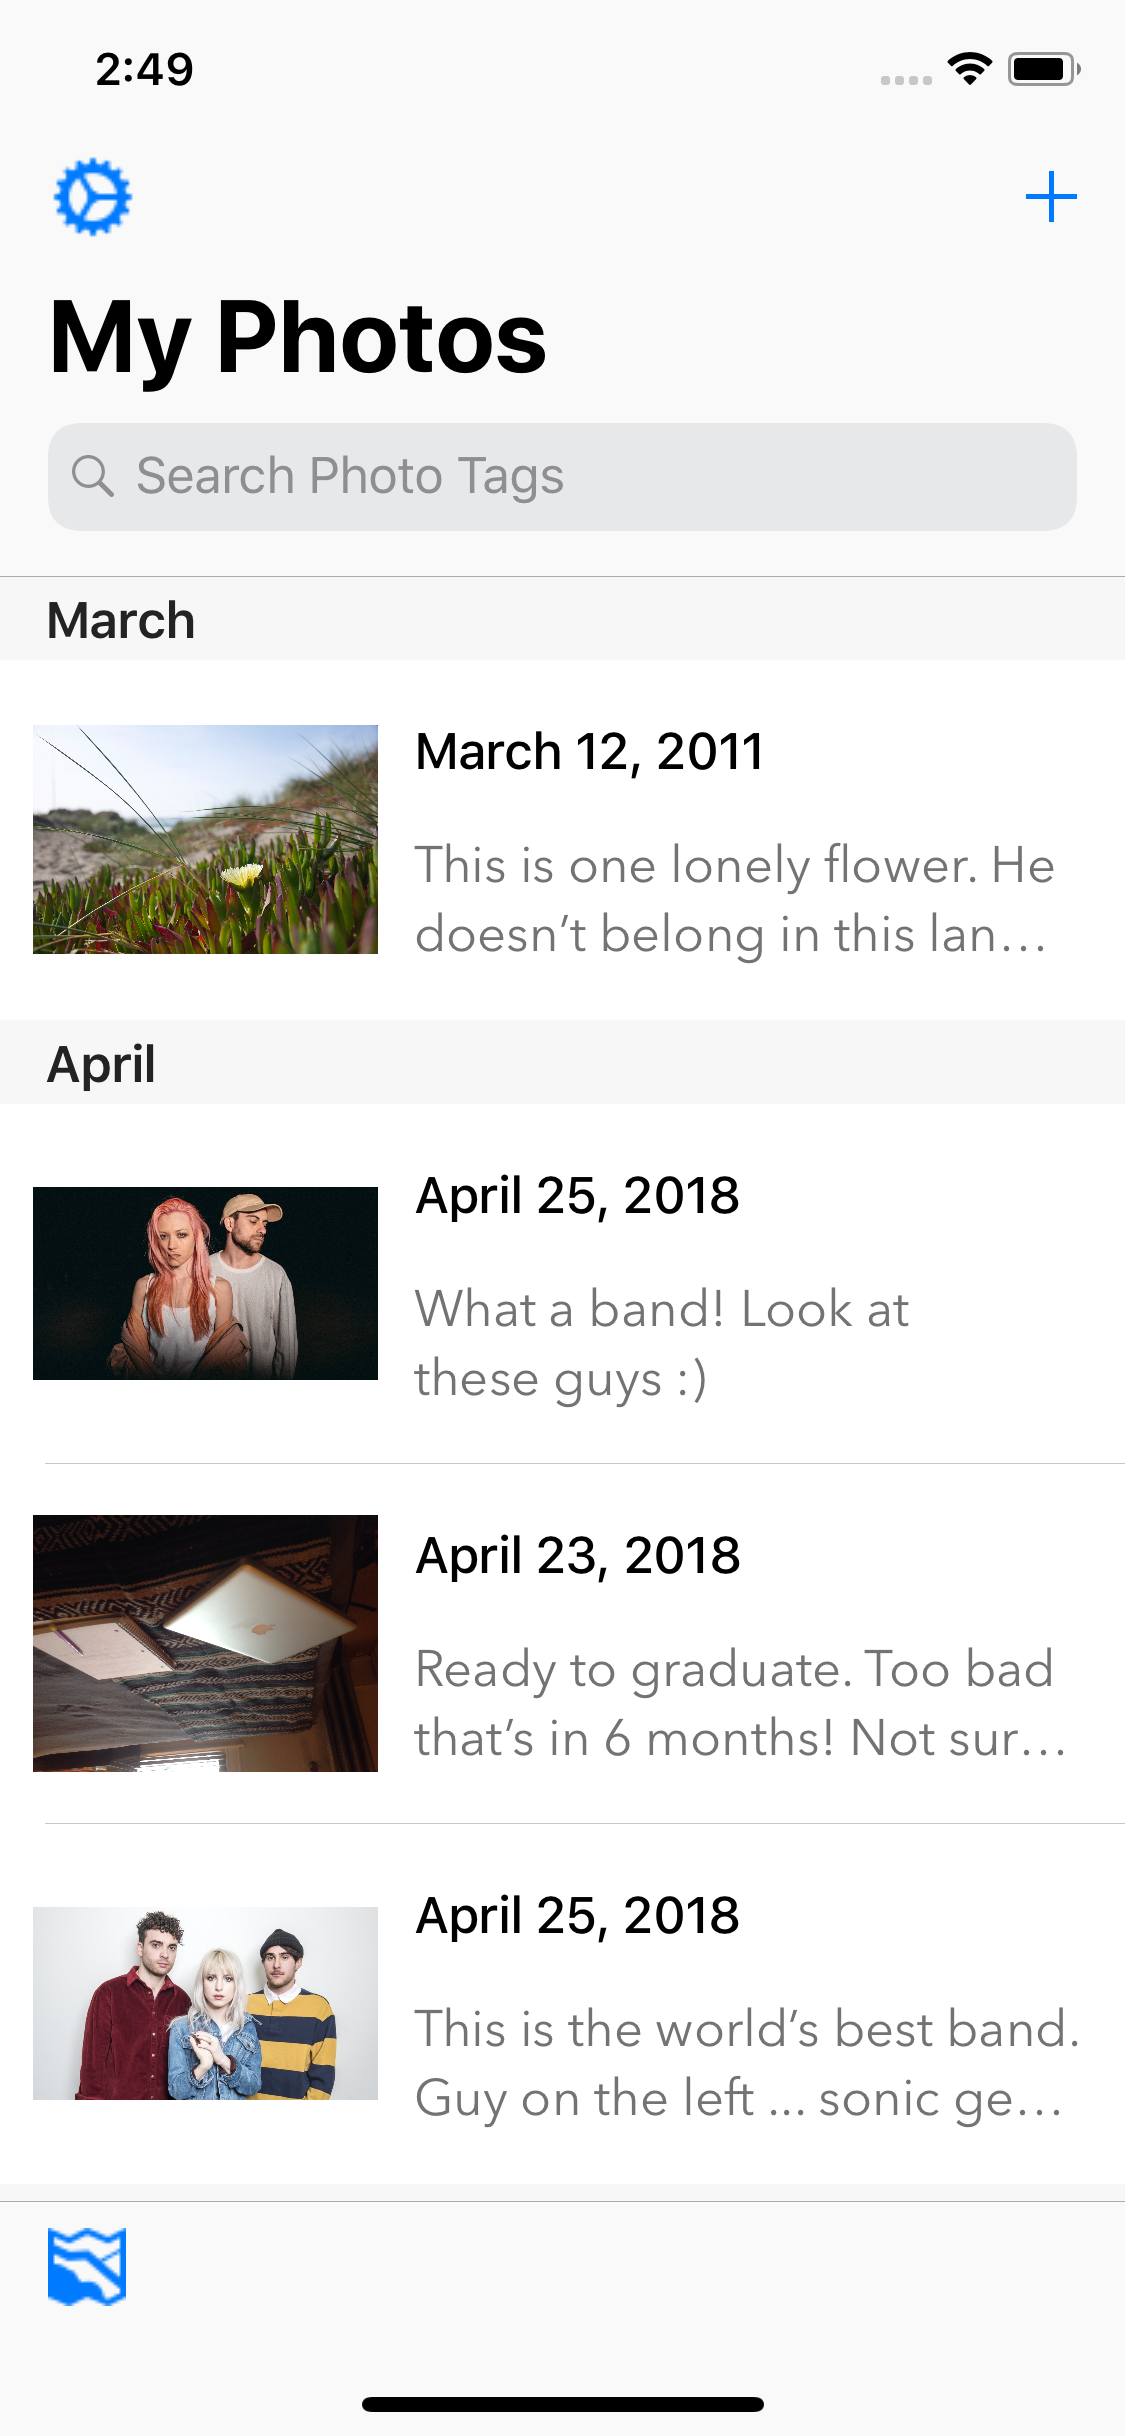 2:49
My Photos
Search Photo Tags
March
March 12, 2011
This is one lonely flower. He
doesn’t belong in this lan…
April
April 25, 2018
What a band! Look at
these guys :)
April 23, 2018
Ready to graduate. Too bad
that’s in 6 months! Not sur…
April 25, 2018
This is the world’s best band.
Guy on the left ... sonic ge…